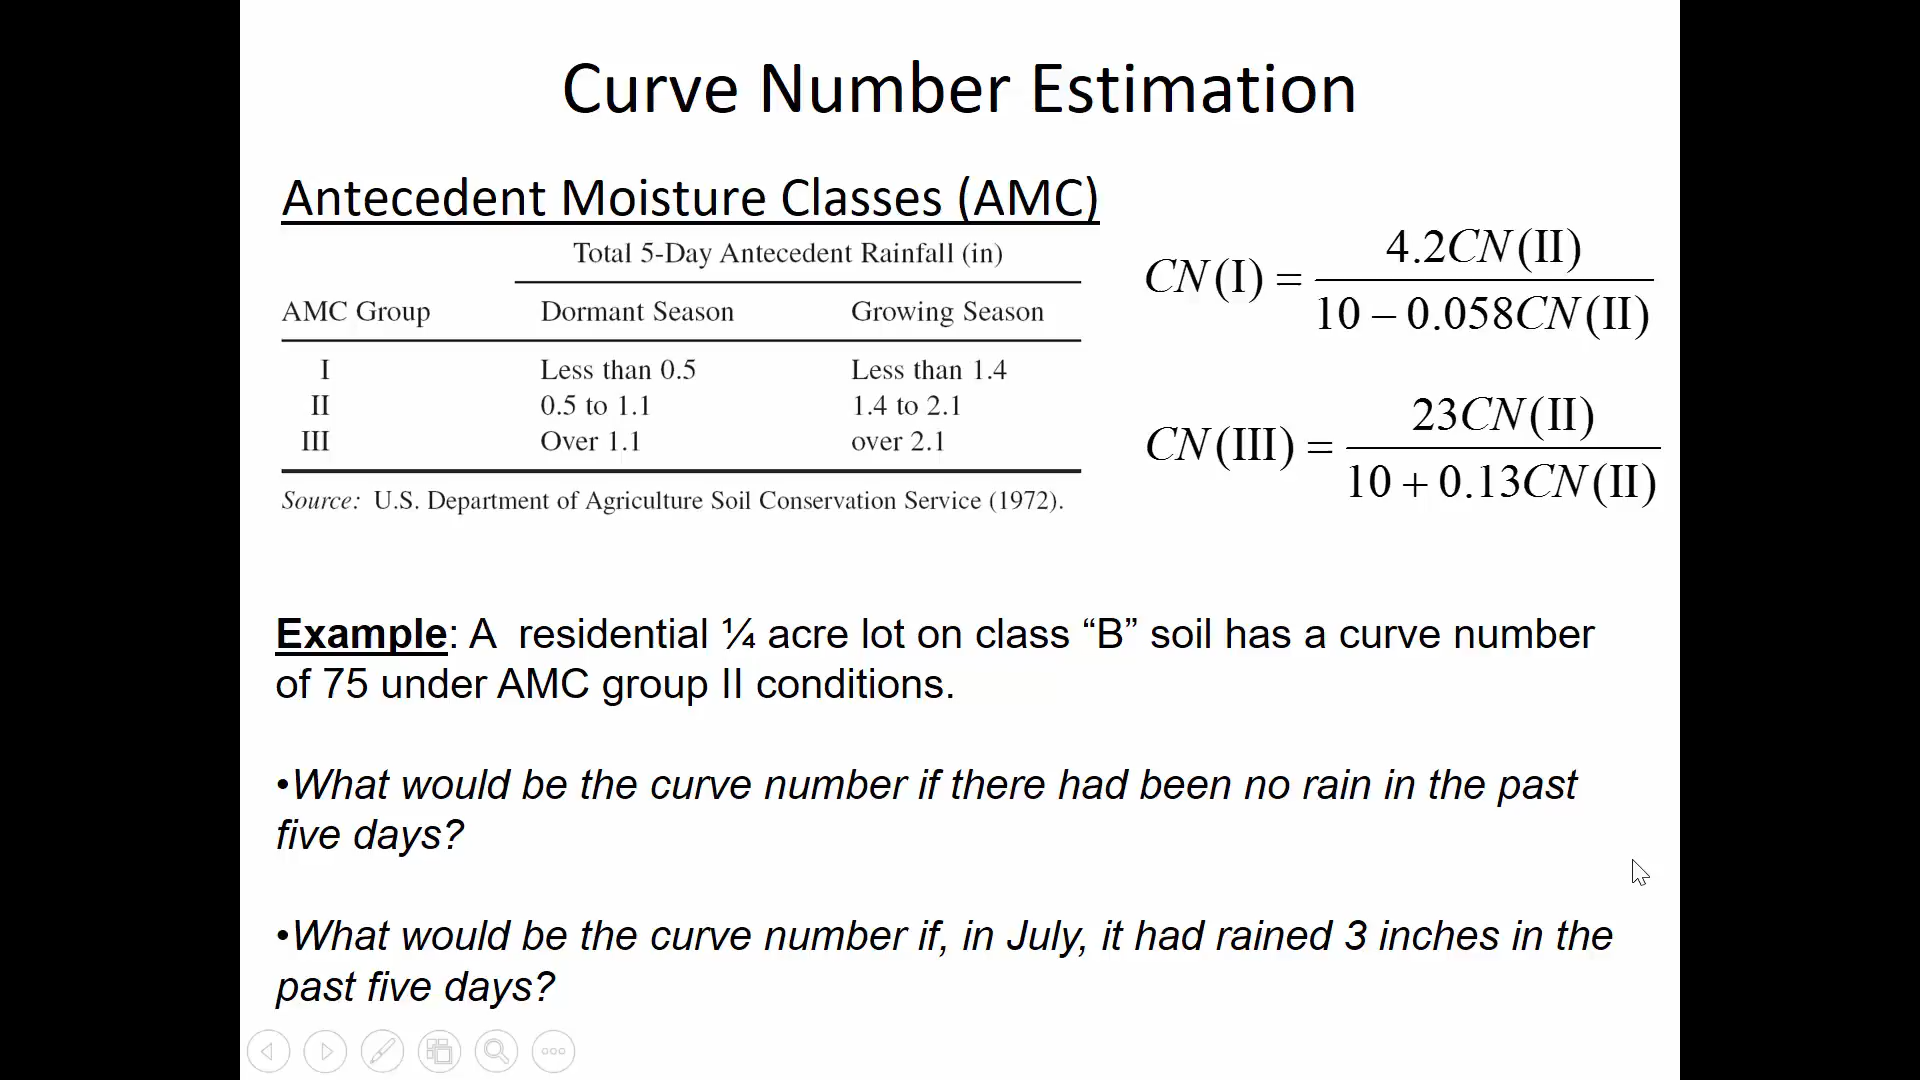 Curve Number Estimation
Antecedent Moisture Classes (AMC)
Total 5-Day Antecedent Rainfall (in)
AMC Group Dormant Season Growing Season
I Less than 0.5 Less than 1.4
II 0.5 to 1.1 1.4 to 2.1
III Over 1.1 over 2.1
Source: U.S. Department of Agriculture Soil Conservation Service (1972).
CN(I) = 4.2CN(II) / 10 − 0.058CN(II)
CN(III) = 23CN(II) / 10 + 0.13CN(II)
Example: A residential ¼ acre lot on class “B” soil has a curve number
of 75 under AMC group II conditions.
•What would be the curve number if there had been no rain in the past
five days?
•What would be the curve number if, in July, it had rained 3 inches in the
past five days?